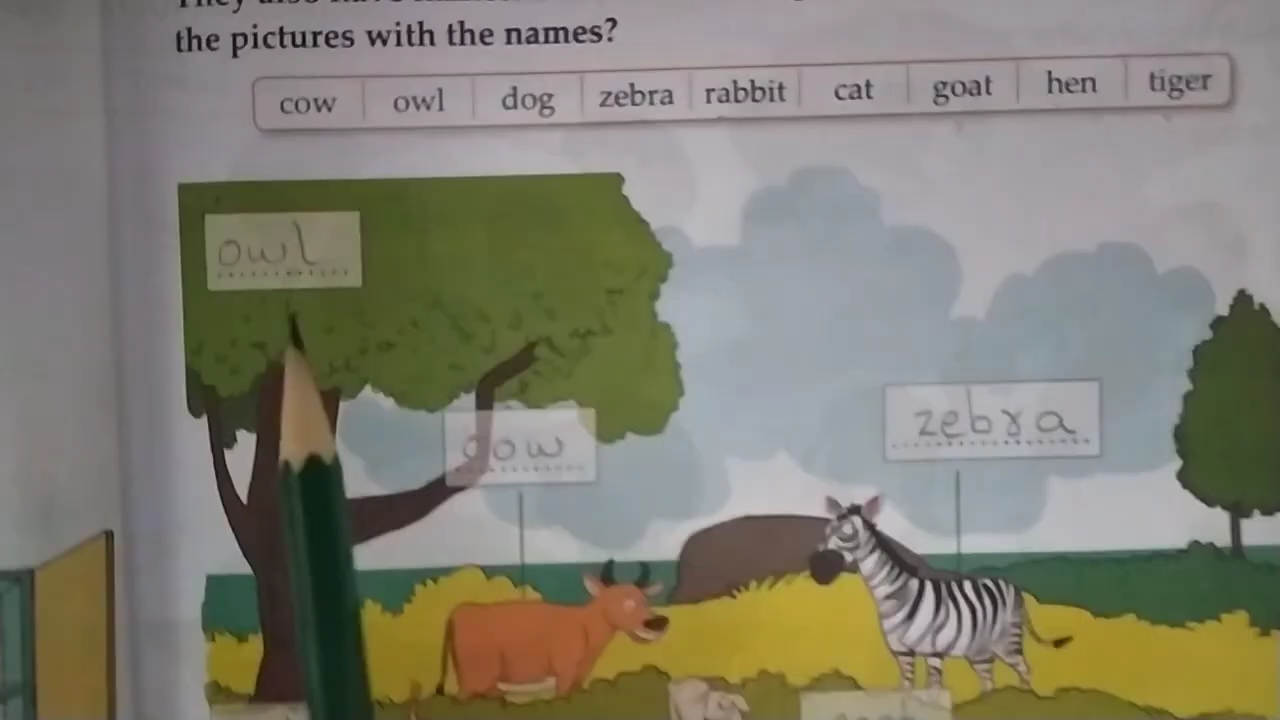 the pictures with the names?
cow owl dog zebra rabbit cat goat hen tiger
owl
cow
zebra